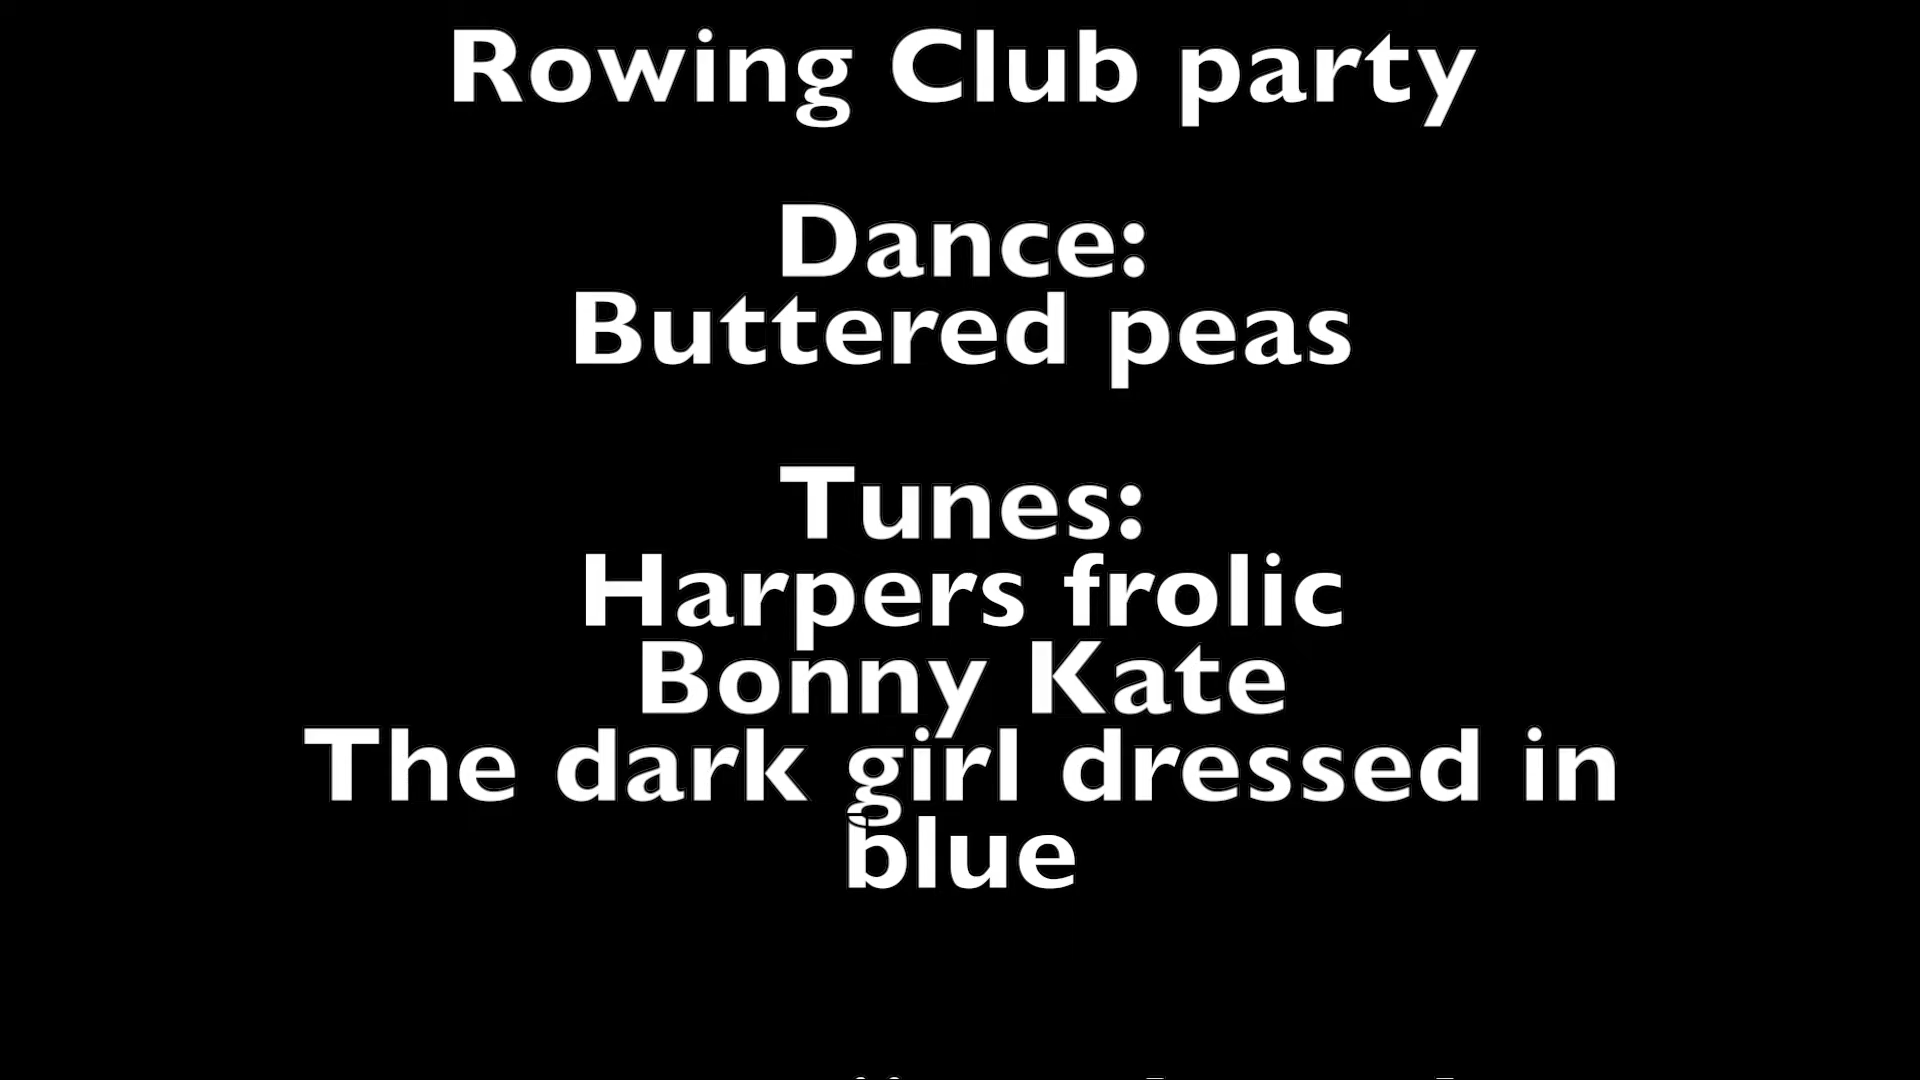 Rowing Club party
Dance:
Buttered peas
Tunes:
Harpers frolic
Bonny Kate
The dark girl dressed in
blue